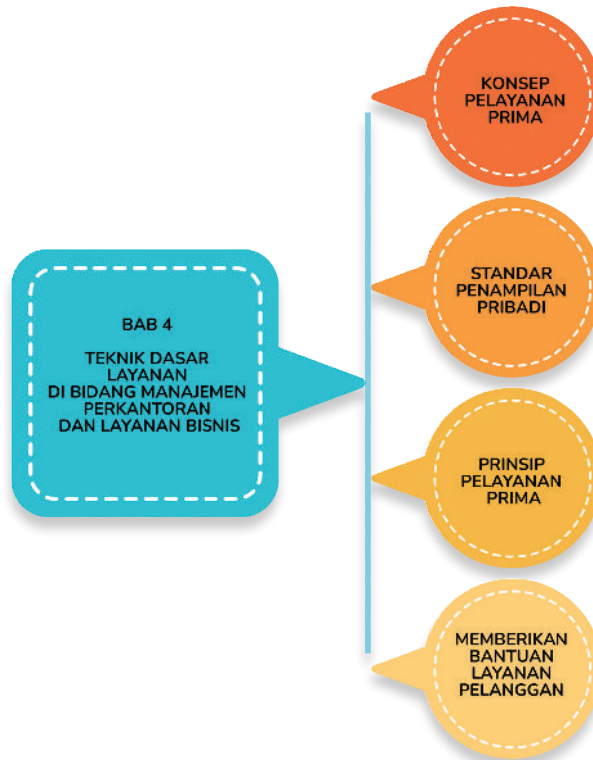 BAB 4
TEKNIK DASAR
LAYANAN
DI BIDANG MANAJEMEN
PERKANTORAN
DAN LAYANAN BISNIS
KONSEP
PELAYANAN
PRIMA
STANDAR
PENAMPILAN
PRIBADI
PRINSIP
PELAYANAN
PRIMA
MEMBERIKAN
BANTUAN
LAYANAN
PELANGGAN